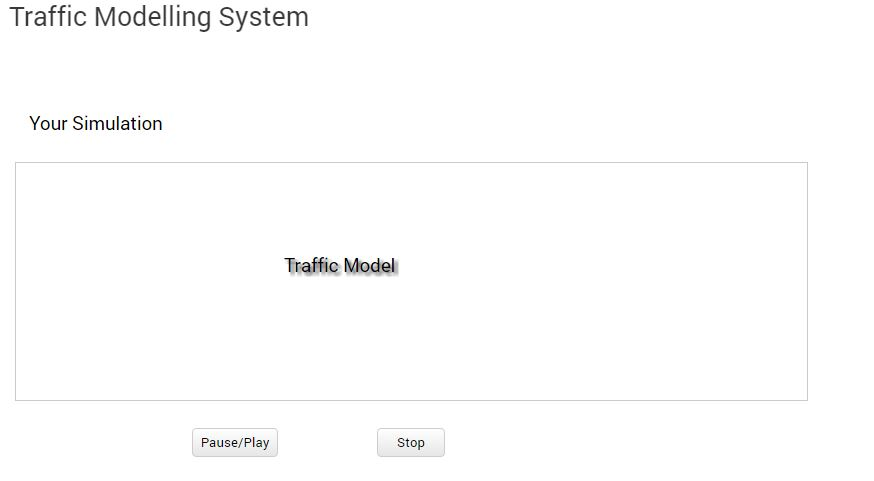 Traffic Modelling System
Your Simulation
Traffic Model
Pause/Play
Stop